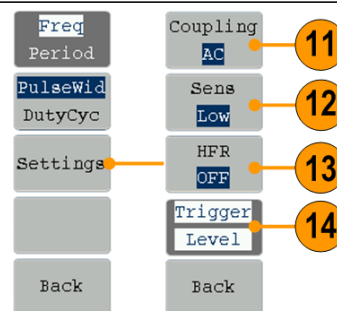 Freq
Period
PulseWid
DutyCyc
Settings
Back
Coupling
AC
Sens
Low
HFR
OFF
Trigger
Level
Back
11
12
13
14